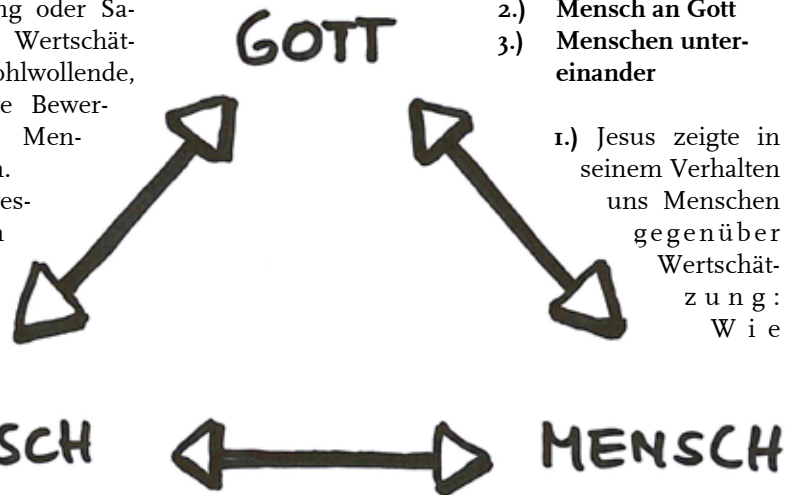 ng oder Sa-
Wertschät-
ohlwollende,
e Bewer-
Men-
n.
es-
n
GOTT
2.) Mensch an Gott
3.) Menschen unter-
einander
1.) Jesus zeigte in
seinem Verhalten
uns Menschen
gegenüber
Wertschät-
zung:
Wie
SCH
MENSCH